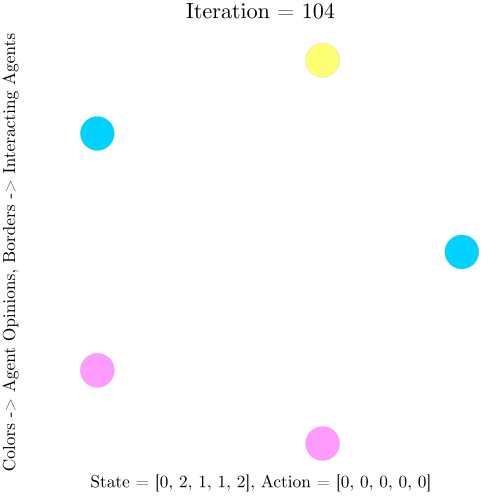 Iteration = 104
Colors -> Agent Opinions, Borders -> Interacting Agents
State = [0, 2, 1, 1, 2], Action = [0, 0, 0, 0, 0]